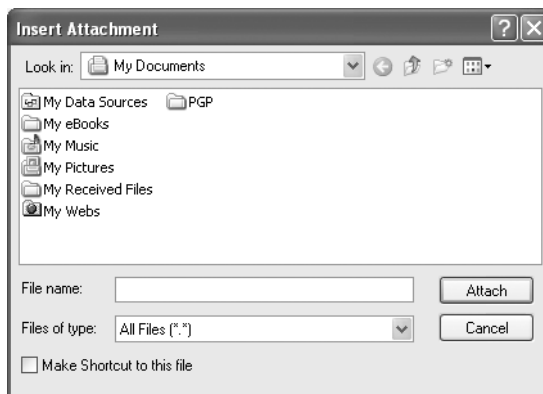 Insert Attachment
Look in: My Documents
My Data Sources PGP
My eBooks
My Music
My Pictures
My Received Files
My Webs
File name: Attach
Files of type: All Files (*.*) Cancel
Make Shortcut to this file